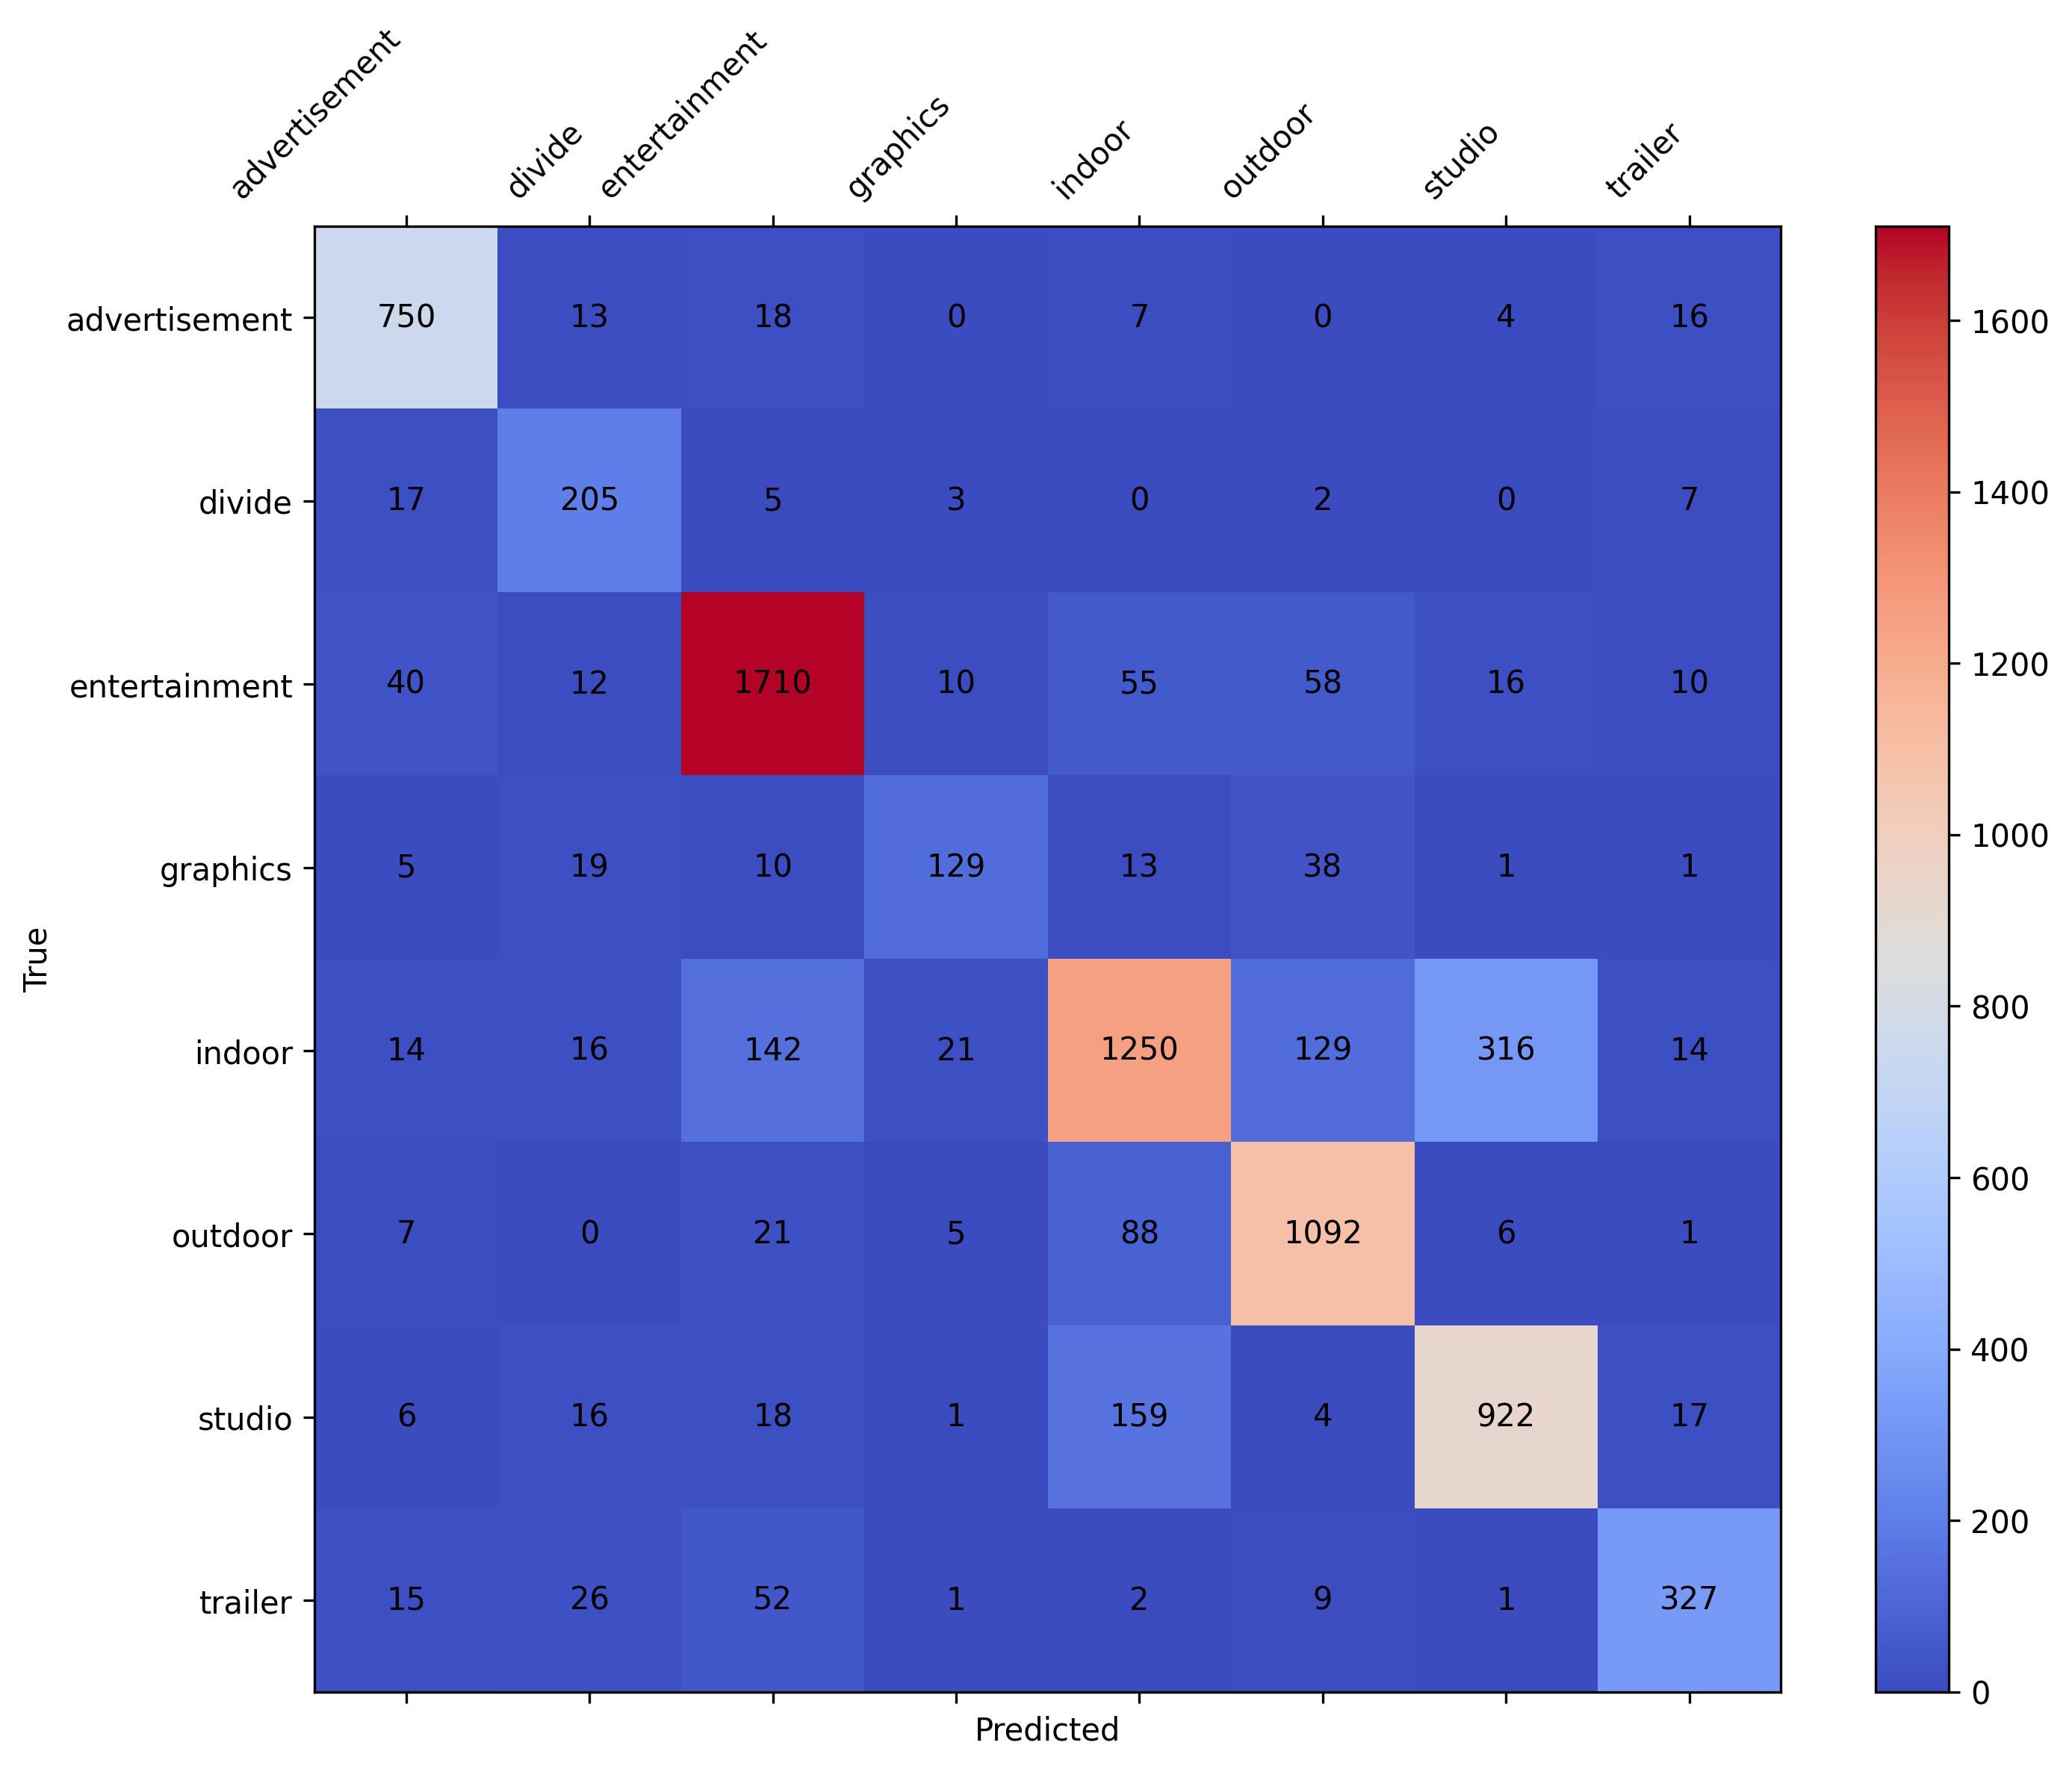 advertisement divide entertainment graphics indoor outdoor studio trailer
advertisement 750 13 18 0 7 0 4 16
divide 17 205 5 3 0 2 0 7
entertainment 40 12 1710 10 55 58 16 10
graphics 5 19 10 129 13 38 1 1
indoor 14 16 142 21 1250 129 316 14
outdoor 7 0 21 5 88 1092 6 1
studio 6 16 18 1 159 4 922 17
trailer 15 26 52 1 2 9 1 327
True
Predicted
1600
1400
1200
1000
800
600
400
200
0